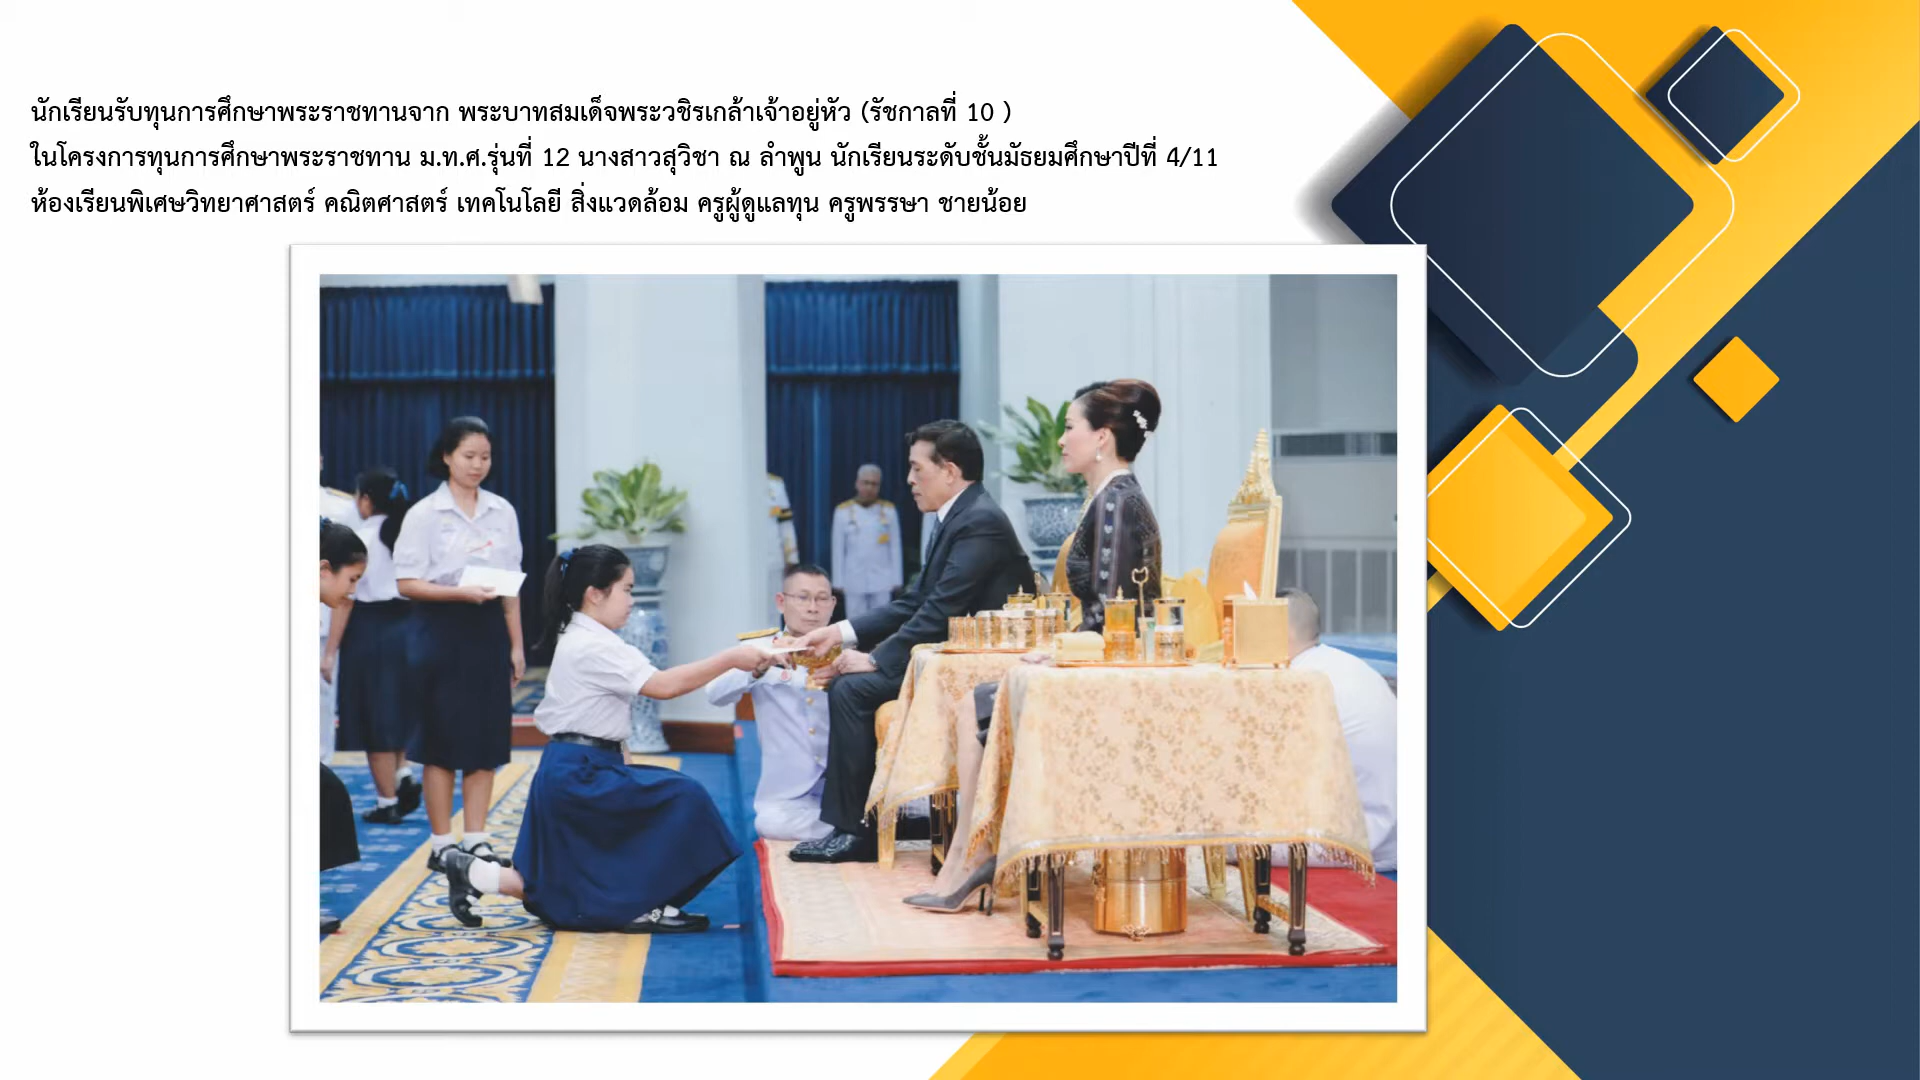 นักเรียนรับทุนการศึกษาพระราชทานจาก พระบาทสมเด็จพระวชิรเกล้าเจ้าอยู่หัว (รัชกาลที่ 10 )
ในโครงการทุนการศึกษาพระราชทาน ม.ท.ศ.รุ่นที่ 12 นางสาวสุวิชา ณ ลำพูน นักเรียนระดับชั้นมัธยมศึกษาปีที่ 4/11
ห้องเรียนพิเศษวิทยาศาสตร์ คณิตศาสตร์ เทคโนโลยี สิ่งแวดล้อม ครูผู้ดูแลทุน ครูพรรษา ชายน้อย